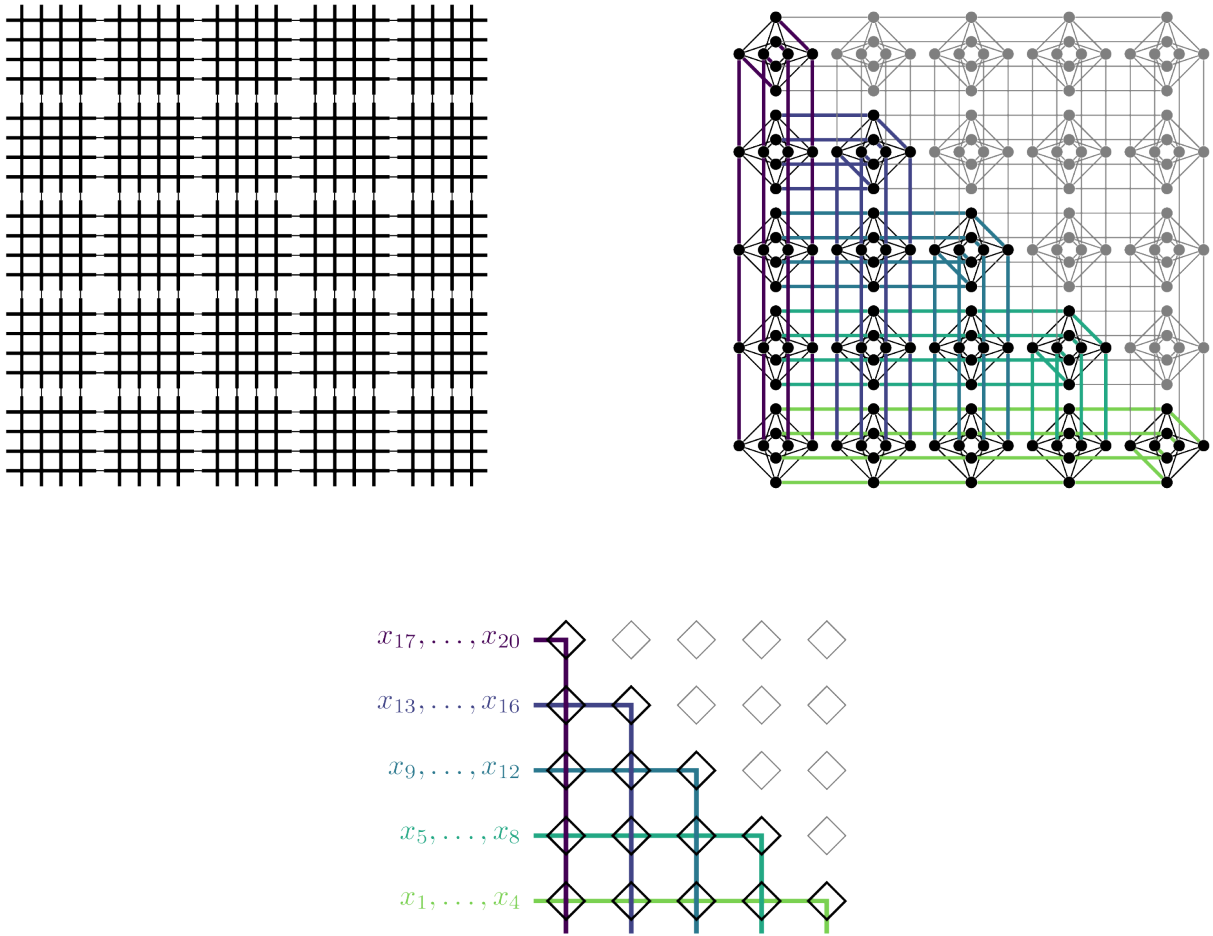 x₁₇, . . . , x₂₀
x₁₃, . . . , x₁₆
x₉, . . . , x₁₂
x₅, . . . , x₈
x₁, . . . , x₄